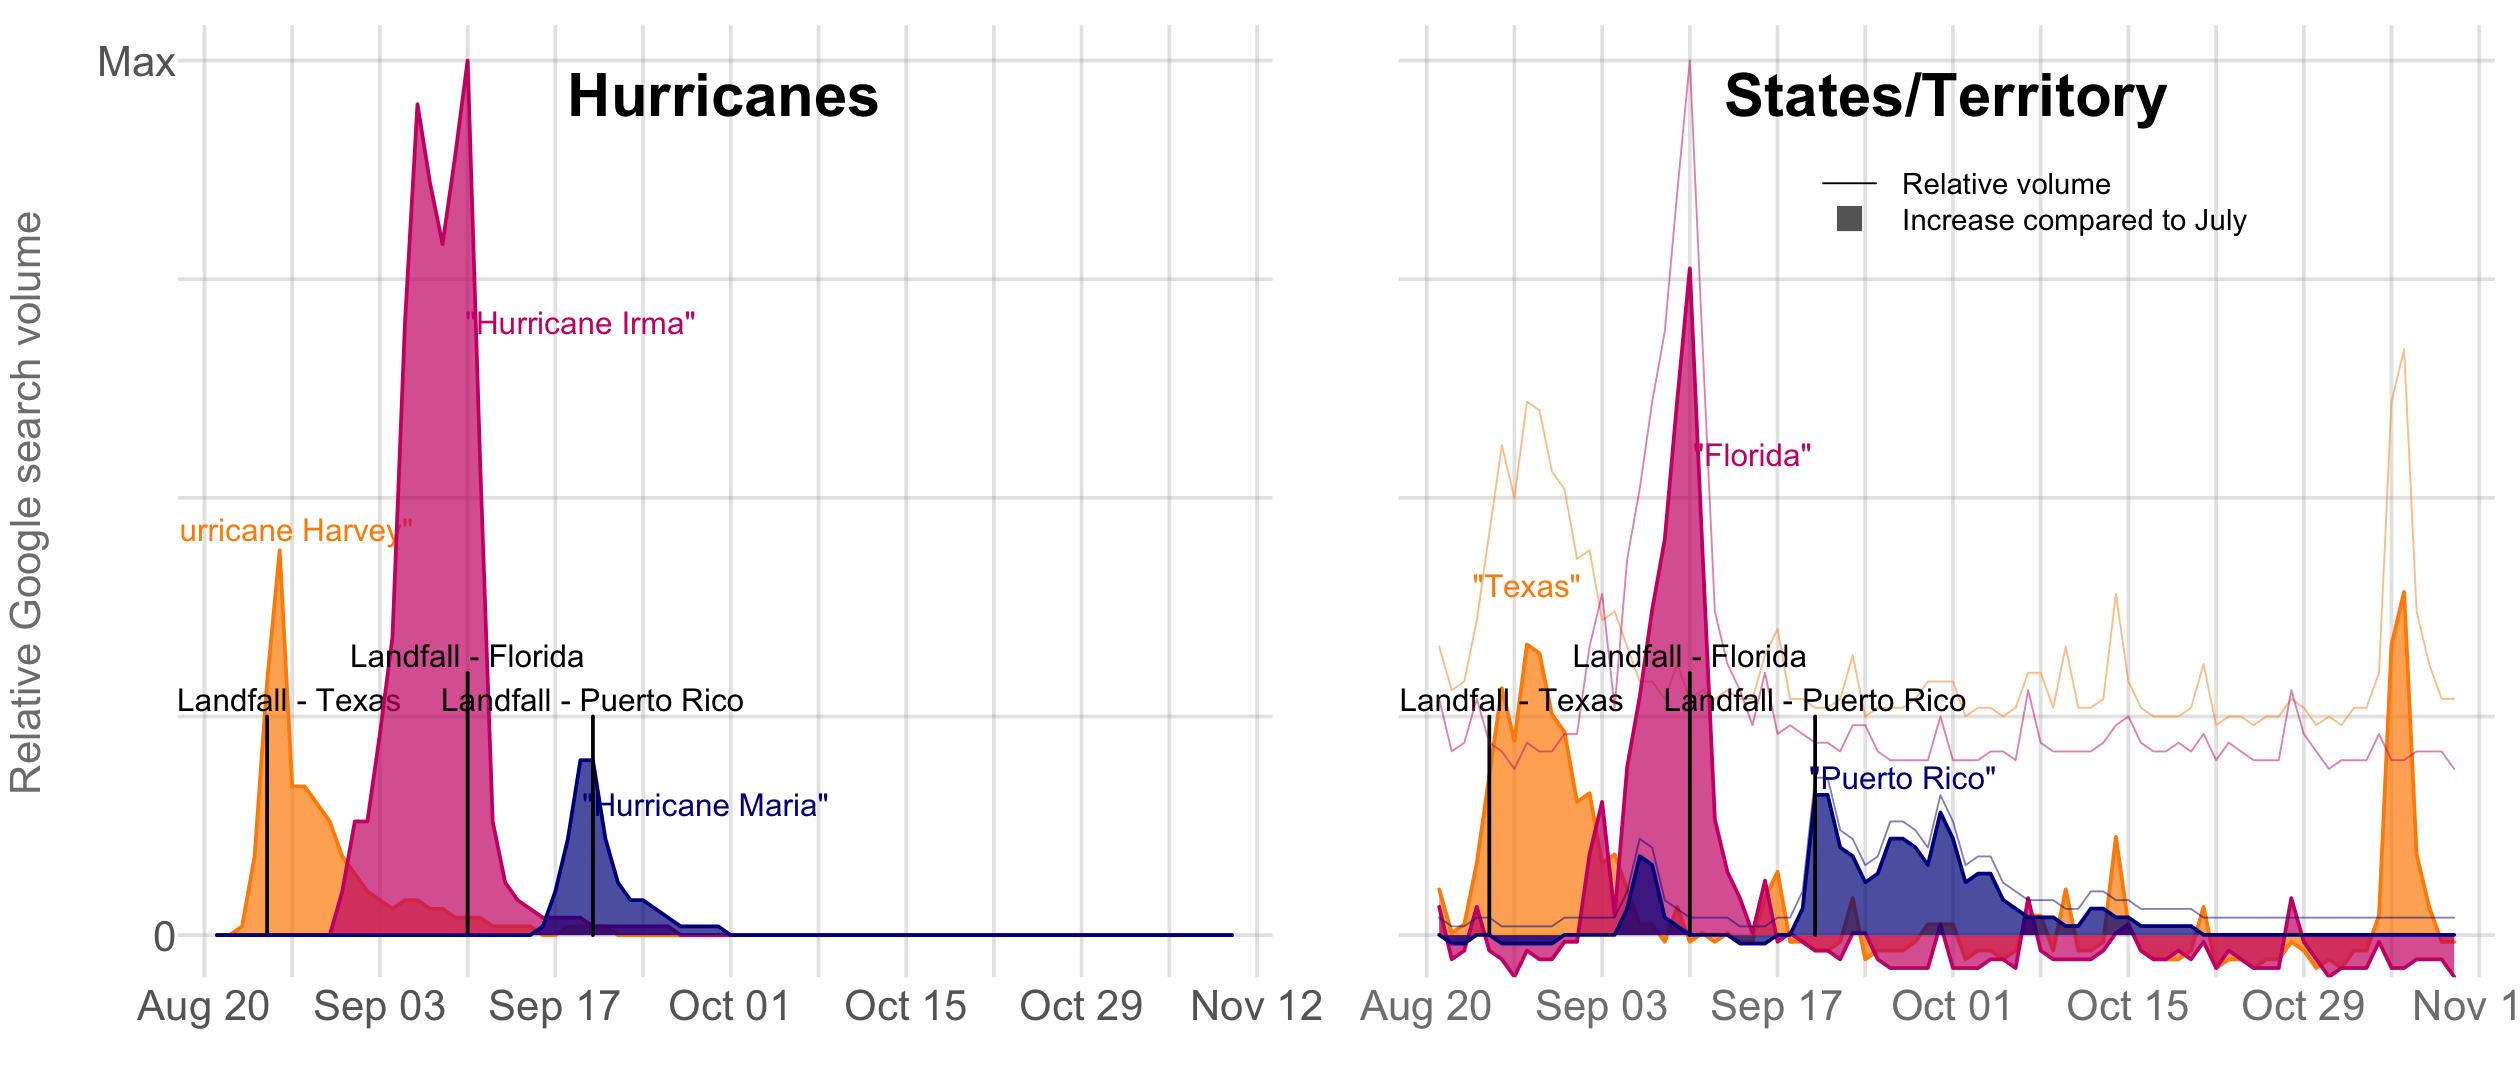 Hurricanes
States/Territory
Relative Google search volume
Max
0
Relative volume
Increase compared to July
"Hurricane Irma"
urricane Harvey"
Landfall - Florida
Landfall - Texas
Landfall - Puerto Rico
"Hurricane Maria"
"Florida"
"Texas"
Landfall - Florida
Landfall - Texas
Landfall - Puerto Rico
"Puerto Rico"
Aug 20 Sep 03 Sep 17 Oct 01 Oct 15 Oct 29 Nov 12
Aug 20 Sep 03 Sep 17 Oct 01 Oct 15 Oct 29 Nov 1